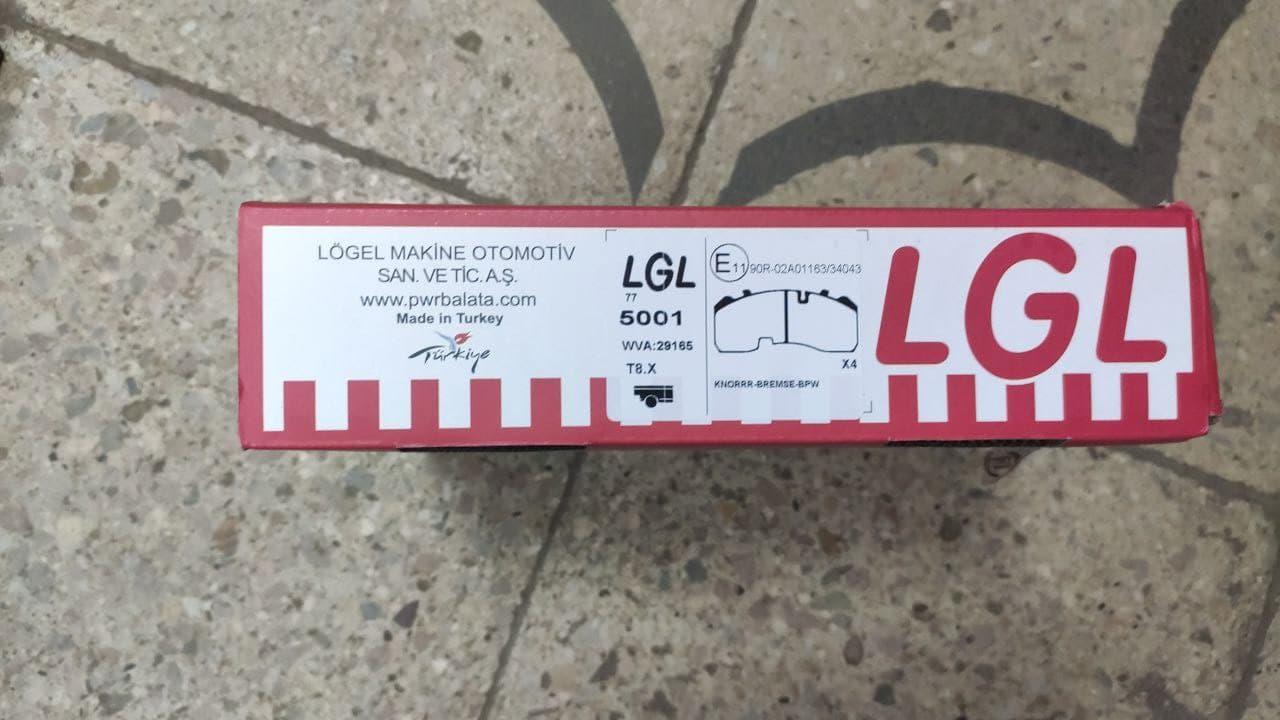 LÖGEL MAKİNE OTOMOTİV
SAN. VE TİC. A.Ş.
www.pwrbalata.com
Made in Turkey
Türkiye
LGL
77
5001
WVA:29165
T8.X
E11/90R-02A01163/34043
X4
KNORRR-BREMSE-BPW
LGL